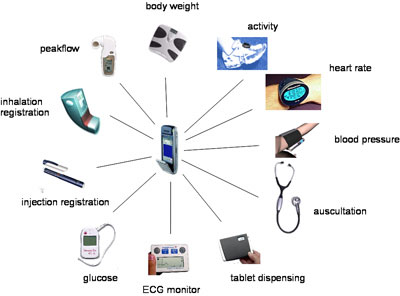 body weight
activity
peakflow
heart rate
inhalation
registration
blood pressure
injection registration
auscultation
glucose
tablet dispensing
ECG monitor